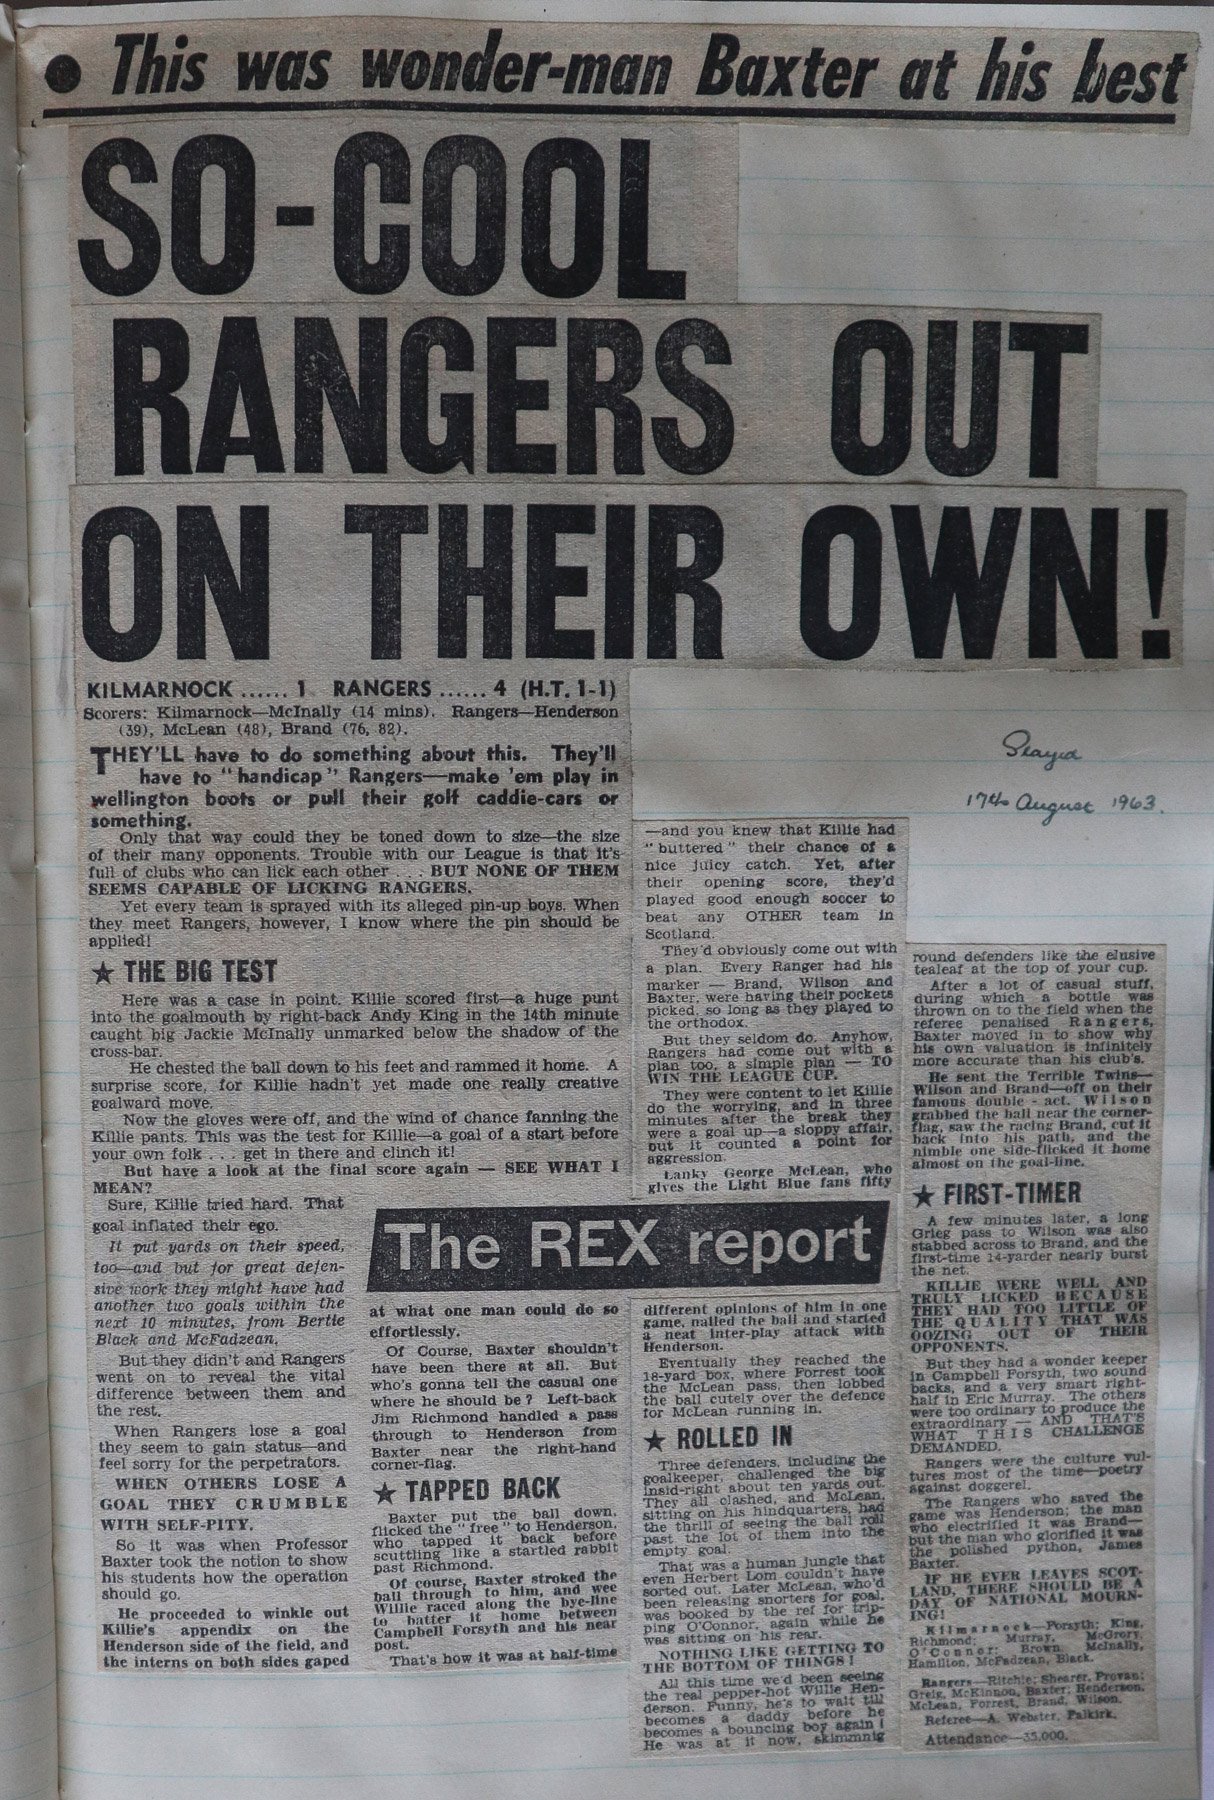 • This was wonder-man Baxter at his best
SO-COOL
RANGERS OUT
ON THEIR OWN!
KILMARNOCK ...... 1 RANGERS ...... 4 (H.T. 1-1)
Scorers: Kilmarnock—McInally (14 mins). Rangers—Henderson
(39), McLean (48), Brand (76, 82).
THEY'LL have to do something about this. They'll
have to "handicap" Rangers—make 'em play in
wellington boots or pull their golf caddie-cars or
something.
Only that way could they be toned down to size—the size
of their many opponents. Trouble with our League is that it's
full of clubs who can lick each other . . . BUT NONE OF THEM
SEEMS CAPABLE OF LICKING RANGERS.
Yet every team is sprayed with its alleged pin-up boys. When
they meet Rangers, however, I know where the pin should be
applied!
★ THE BIG TEST
Here was a case in point. Killie scored first—a huge punt
into the goalmouth by right-back Andy King in the 14th minute
caught big Jackie McInally unmarked below the shadow of the
cross-bar.
He chested the ball down to his feet and rammed it home. A
surprise score, for Killie hadn't yet made one really creative
goalward move.
Now the gloves were off, and the wind of chance fanning the
Killie pants. This was the test for Killie—a goal of a start before
your own folk . . . get in there and clinch it!
But have a look at the final score again — SEE WHAT I
MEAN?
Sure, Killie tried hard. That
goal inflated their ego.
It put yards on their speed,
too—and but for great defen-
sive work they might have had
another two goals within the
next 10 minutes, from Bertie
Black and McFadzean.
But they didn't and Rangers
went on to reveal the vital
difference between them and
the rest.
When Rangers lose a goal
they seem to gain status—and
feel sorry for the perpetrators.
WHEN OTHERS LOSE A
GOAL THEY CRUMBLE
WITH SELF-PITY.
So it was when Professor
Baxter took the notion to show
his students how the operation
should go.
He proceeded to winkle out
Killie's appendix on the
Henderson side of the field, and
the interns on both sides gaped
The REX report
at what one man could do so
effortlessly.
Of Course, Baxter shouldn't
have been there at all. But
who's gonna tell the casual one
where he should be? Left-back
Jim Richmond handled a pass
through to Henderson from
Baxter near the right-hand
corner-flag.
★ TAPPED BACK
Baxter put the ball down,
flicked the "free" to Henderson,
who tapped it back before
scuttling like a startled rabbit
past Richmond.
Of course, Baxter stroked the
ball through to him, and wee
Willie raced along the bye-line
to batter it home between
Campbell Forsyth and his near
post.
That's how it was at half-time
—and you knew that Killie had
"buttered" their chance of a
nice juicy catch. Yet, after
their opening score, they'd
played good enough soccer to
beat any OTHER team in
Scotland.
They'd obviously come out with
a plan. Every Ranger had his
marker — Brand, Wilson and
Baxter, were having their pockets
picked, so long as they played to
the orthodox.
But they seldom do. Anyhow,
Rangers had come out with a
plan too, a simple plan — TO
WIN THE LEAGUE CUP.
They were content to let Killie
do the worrying, and in three
minutes after the break they
were a goal up—a sloppy affair,
but it counted a point for
aggression.
Lanky George McLean, who
gives the Light Blue fans fifty
different opinions of him in one
game, nailed the ball and started
a neat inter-play attack with
Henderson.
Eventually they reached the
18-yard box, where Forrest took
the McLean pass, then lobbed
the ball cutely over the defence
for McLean running in.
★ ROLLED IN
Three defenders, including the
goalkeeper, challenged the big
insid-right about ten yards out.
They all clashed, and McLean,
sitting on his hindquarters, had
the thrill of seeing the ball roll
past the lot of them into the
empty goal.
That was a human jungle that
even Herbert Lom couldn't have
sorted out. Later McLean, who'd
been releasing snorters for goal,
was booked by the ref for trip-
ping O'Connor, again while he
was sitting on his rear.
NOTHING LIKE GETTING TO
THE BOTTOM OF THINGS!
All this time we'd been seeing
the real pepper-hot Willie Hen-
derson. Funny, he's to wait till
becomes a daddy before he
becomes a bouncing boy again!
He was at it now, skimmnig
Played
17th August 1963.
round defenders like the elusive
tealeaf at the top of your cup.
After a lot of casual stuff,
during which a bottle was
thrown on to the field when the
referee penalised Rangers,
Baxter moved in to show why
his own valuation is infinitely
more accurate than his club's.
He sent the Terrible Twins—
Wilson and Brand—off on their
famous double-act. Wilson
grabbed the ball near the corner-
flag, saw the racing Brand, cut it
back into his path, and the
nimble one side-flicked it home
almost on the goal-line.
★ FIRST-TIMER
A few minutes later, a long
Grieg pass to Wilson was also
stabbed across to Brand, and the
first-time 14-yarder nearly burst
the net.
KILLIE WERE WELL AND
TRULY LICKED BECAUSE
THEY HAD TOO LITTLE OF
THE QUALITY THAT WAS
OOZING OUT OF THEIR
OPPONENTS.
But they had a wonder keeper
in Campbell Forsyth, two sound
backs, and a very smart right-
half in Eric Murray. The others
were too ordinary to produce the
extraordinary — AND THAT'S
WHAT THIS CHALLENGE
DEMANDED.
Rangers were the culture vul-
tures most of the time—poetry
against doggerel.
The Rangers who saved the
game was Henderson; the man
who electrified it was Brand—
but the man who glorified it was
the polished python, James
Baxter.
IF HE EVER LEAVES SCOT-
LAND, THERE SHOULD BE A
DAY OF NATIONAL MOURN-
ING!
Kilmarnock—Forsyth; King,
Richmond; Murray, McGrory,
O'Connor; Brown, McInally,
Hamilton, McFadzean, Black.
Rangers—Ritchie; Shearer, Provan;
Greig, McKinnon, Baxter; Henderson,
McLean, Forrest, Brand, Wilson.
Referee—A. Webster, Falkirk.
Attendance—35,000.